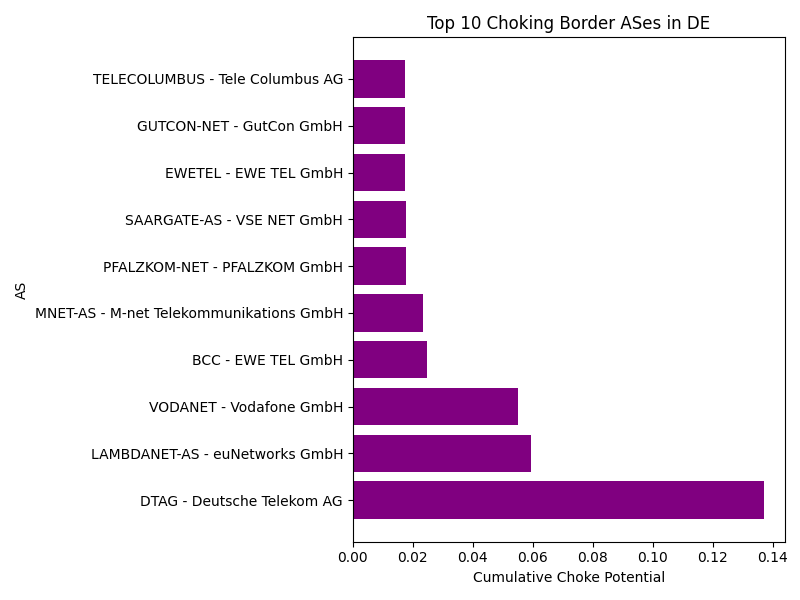 Top 10 Choking Border ASes in DE
TELECOLUMBUS - Tele Columbus AG
GUTCON-NET - GutCon GmbH
EWETEL - EWE TEL GmbH
SAARGATE-AS - VSE NET GmbH
PFALZKOM-NET - PFALZKOM GmbH
MNET-AS - M-net Telekommunikations GmbH
BCC - EWE TEL GmbH
VODANET - Vodafone GmbH
LAMBDANET-AS - euNetworks GmbH
DTAG - Deutsche Telekom AG
AS
0.00 0.02 0.04 0.06 0.08 0.10 0.12 0.14
Cumulative Choke Potential